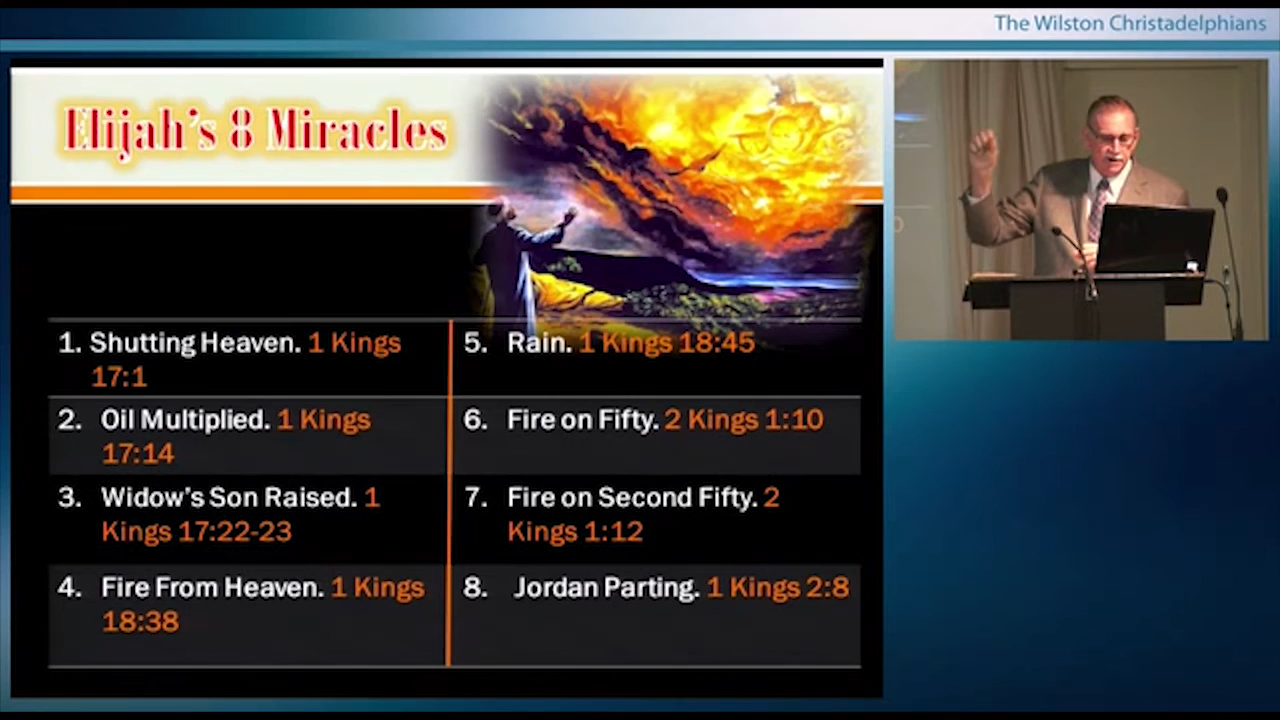 The Wilston Christadelphians
Elijah's 8 Miracles
1. Shutting Heaven. 1 Kings
17:1
2. Oil Multiplied. 1 Kings
17:14
3. Widow's Son Raised. 1
Kings 17:22-23
4. Fire From Heaven. 1 Kings
18:38
5. Rain. 1 Kings 18:45
6. Fire on Fifty. 2 Kings 1:10
7. Fire on Second Fifty. 2
Kings 1:12
8. Jordan Parting. 1 Kings 2:8